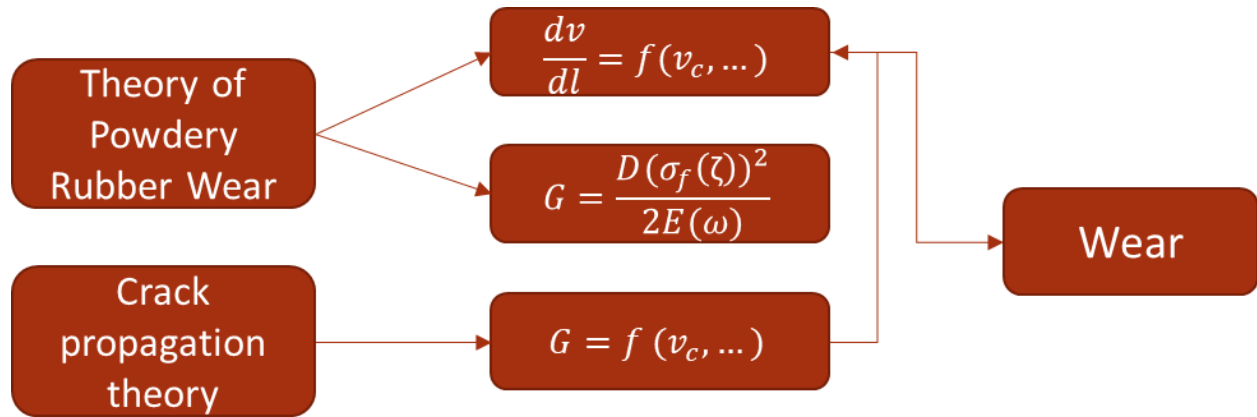 Theory of
Powdery
Rubber Wear
dv/dl = f(v_c, …)
G = D(σ_f(ζ))²/2E(ω)
Crack
propagation
theory
G = f (v_c, …)
Wear